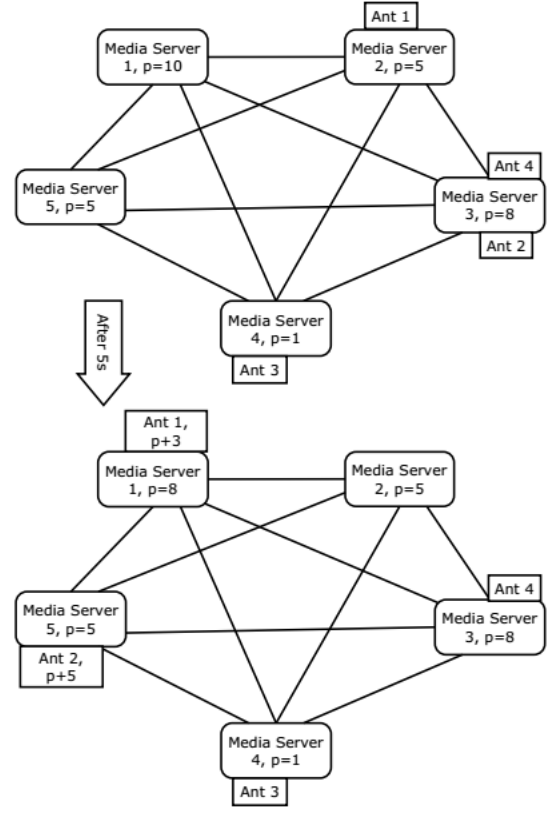 Ant 1
Media Server
1, p=10
Media Server
2, p=5
Ant 4
Media Server
5, p=5
Media Server
3, p=8
Ant 2
Media Server
4, p=1
Ant 3
After 5s
Ant 1,
p+3
Media Server
1, p=8
Media Server
2, p=5
Ant 4
Media Server
5, p=5
Media Server
3, p=8
Ant 2,
p+5
Media Server
4, p=1
Ant 3